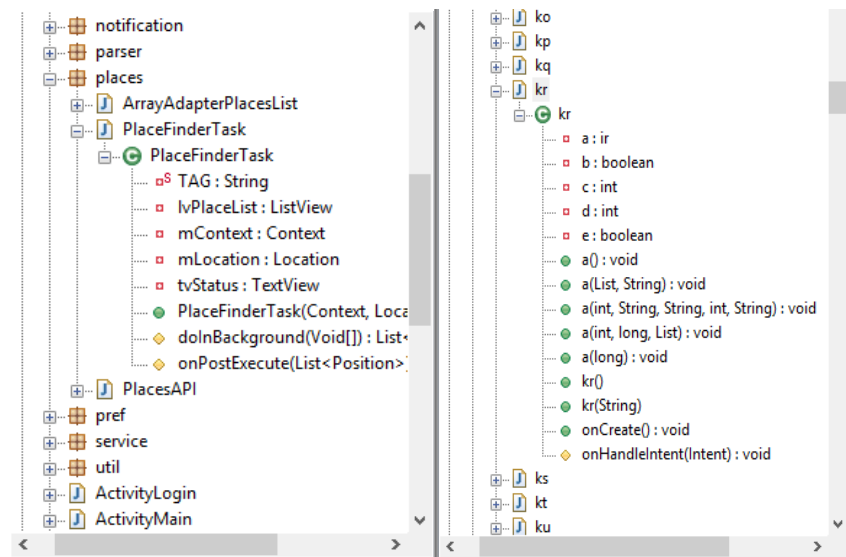 notification
parser
places
ArrayAdapterPlacesList
PlaceFinderTask
PlaceFinderTask
TAG : String
lvPlaceList : ListView
mContext : Context
mLocation : Location
tvStatus : TextView
PlaceFinderTask(Context, Loca
doInBackground(Void[]) : List<
onPostExecute(List<Position>)
PlacesAPI
pref
service
util
ActivityLogin
ActivityMain
ko
kp
kq
kr
kr
a : ir
b : boolean
c : int
d : int
e : boolean
a() : void
a(List, String) : void
a(int, String, String, int, String) : void
a(int, long, List) : void
a(long) : void
kr()
kr(String)
onCreate() : void
onHandleIntent(Intent) : void
ks
kt
ku